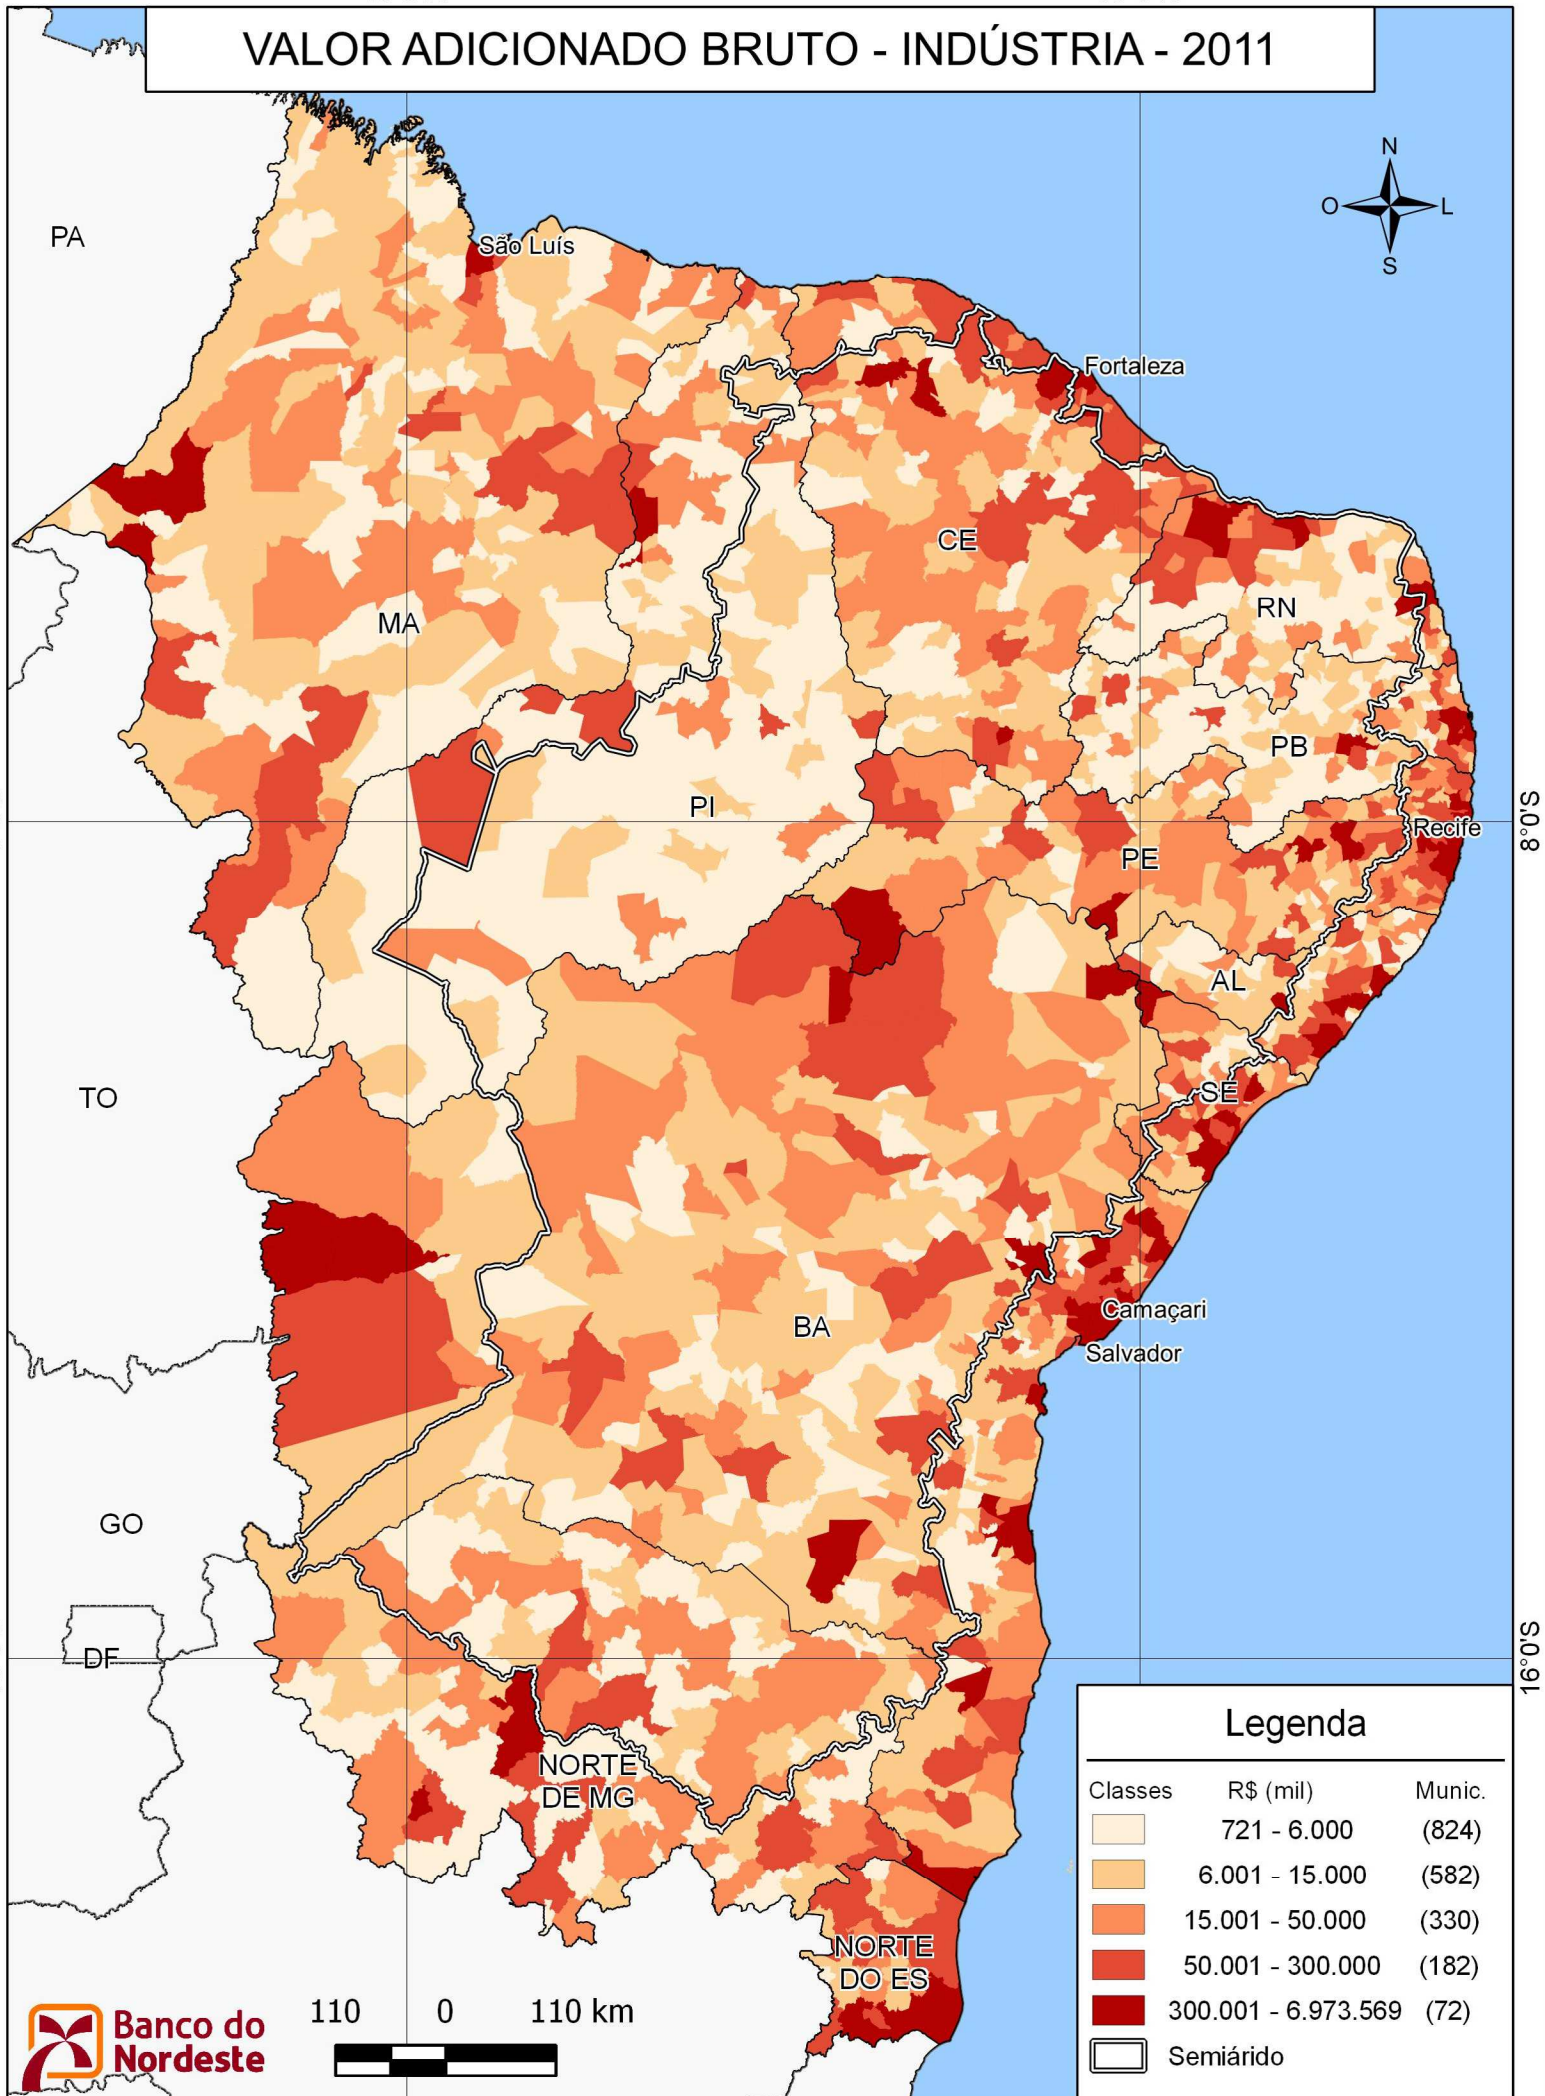 VALOR ADICIONADO BRUTO - INDÚSTRIA - 2011
N
O
L
S
PA
São Luís
Fortaleza
CE
RN
MA
PB
PI
Recife
8°0'S
PE
AL
TO
SE
BA
Camaçari
Salvador
GO
DF
16°0'S
NORTE
DE MG
NORTE
DO ES
Legenda
Classes R$ (mil) Munic.
721 - 6.000 (824)
6.001 - 15.000 (582)
15.001 - 50.000 (330)
50.001 - 300.000 (182)
300.001 - 6.973.569 (72)
Semiárido
110 0 110 km
Banco do
Nordeste